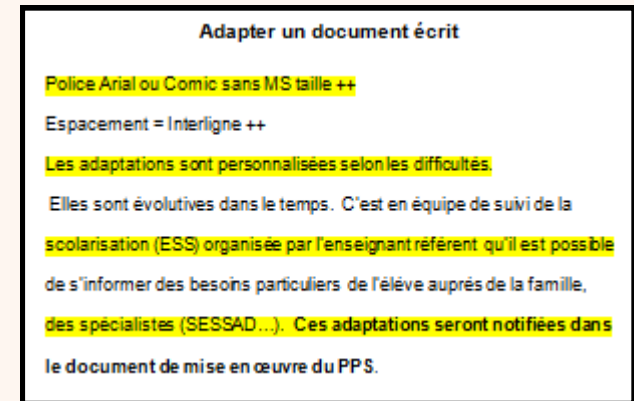 Adapter un document écrit
Police Arial ou Comic sans MS taille ++
Espacement = Interligne ++
Les adaptations sont personnalisées selon les difficultés.
Elles sont évolutives dans le temps. C'est en équipe de suivi de la
scolarisation (ESS) organisée par l'enseignant référent qu'il est possible
de s'informer des besoins particuliers de l'élève auprès de la famille,
des spécialistes (SESSAD...). Ces adaptations seront notifiées dans
le document de mise en œuvre du PPS.